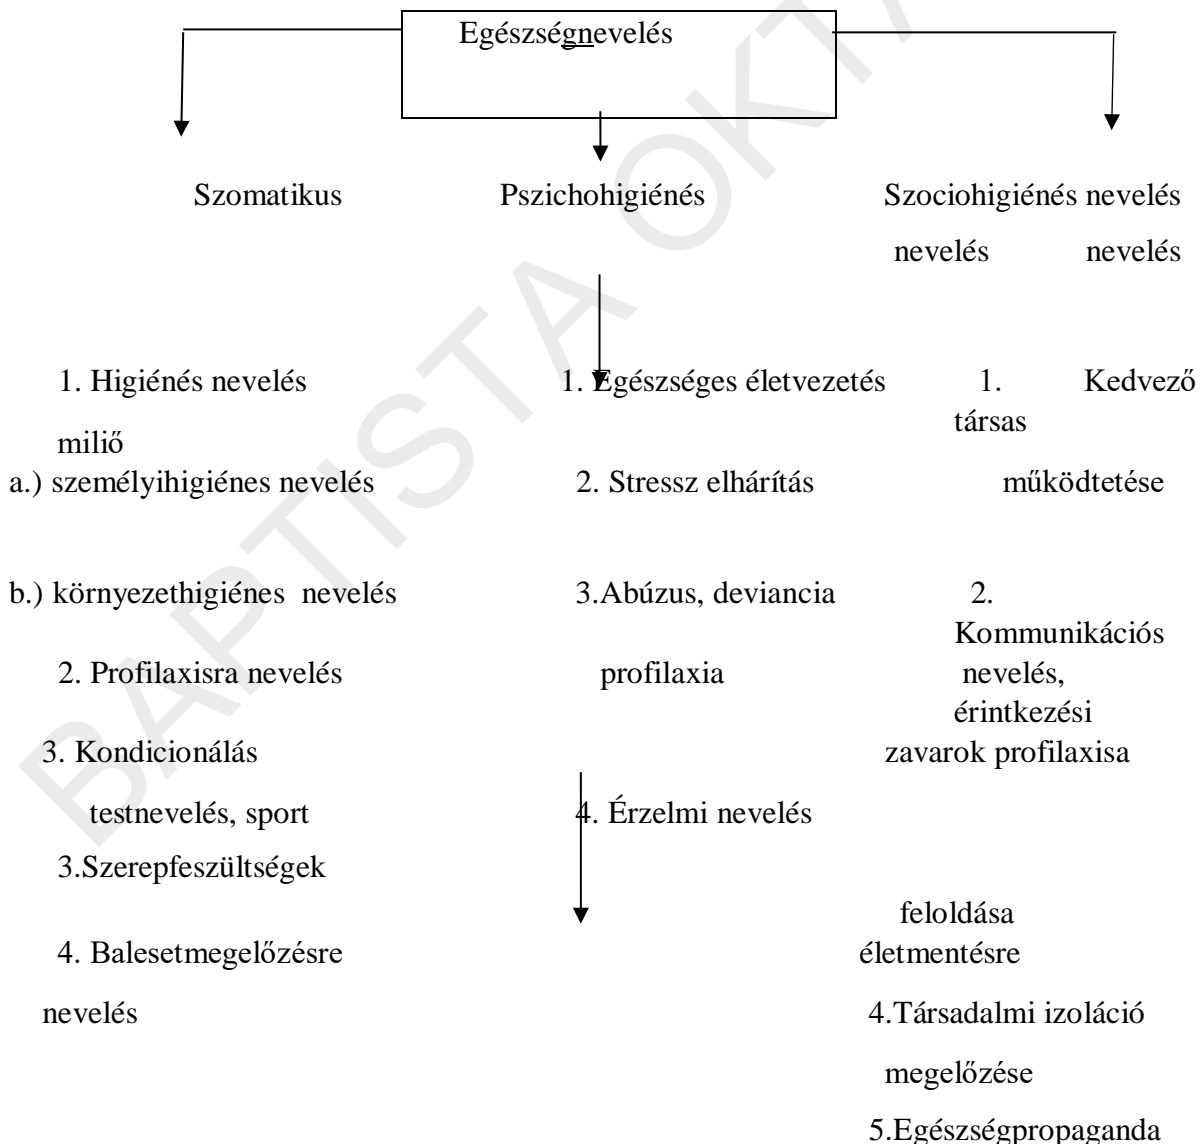 Egészségnevelés
Szomatikus Pszichohigiénés Szociohigiénés nevelés
nevelés nevelés
1. Higiénés nevelés 1. Egészséges életvezetés 1. Kedvező
társas
miliő
a.) személyihigiénes nevelés 2. Stressz elhárítás működtetése
b.) környezethigiénes nevelés 3.Abúzus, deviancia 2.
Kommunikációs
2. Profilaxisra nevelés profilaxia nevelés,
érintkezési
3. Kondicionálás zavarok profilaxisa
testnevelés, sport 4. Érzelmi nevelés
3.Szerepfeszültségek
feloldása
4. Balesetmegelőzésre életmentésre
nevelés 4.Társadalmi izoláció
megelőzése
5.Egészségpropaganda
BAPTISTA OKTA